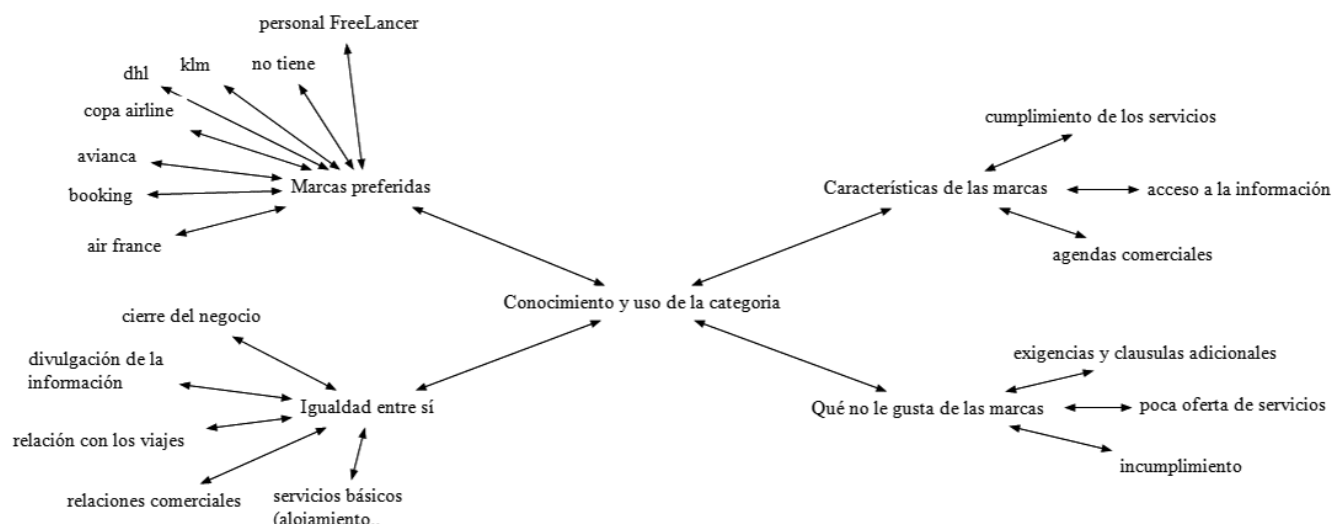 personal FreeLancer
dhl
klm
no tiene
copa airline
avianca
booking
air france
Marcas preferidas
cumplimiento de los servicios
Características de las marcas
acceso a la información
agendas comerciales
Conocimiento y uso de la categoria
cierre del negocio
divulgación de la
información
Igualdad entre sí
relación con los viajes
relaciones comerciales
servicios básicos
(alojamiento..
exigencias y clausulas adicionales
Qué no le gusta de las marcas
poca oferta de servicios
incumplimiento